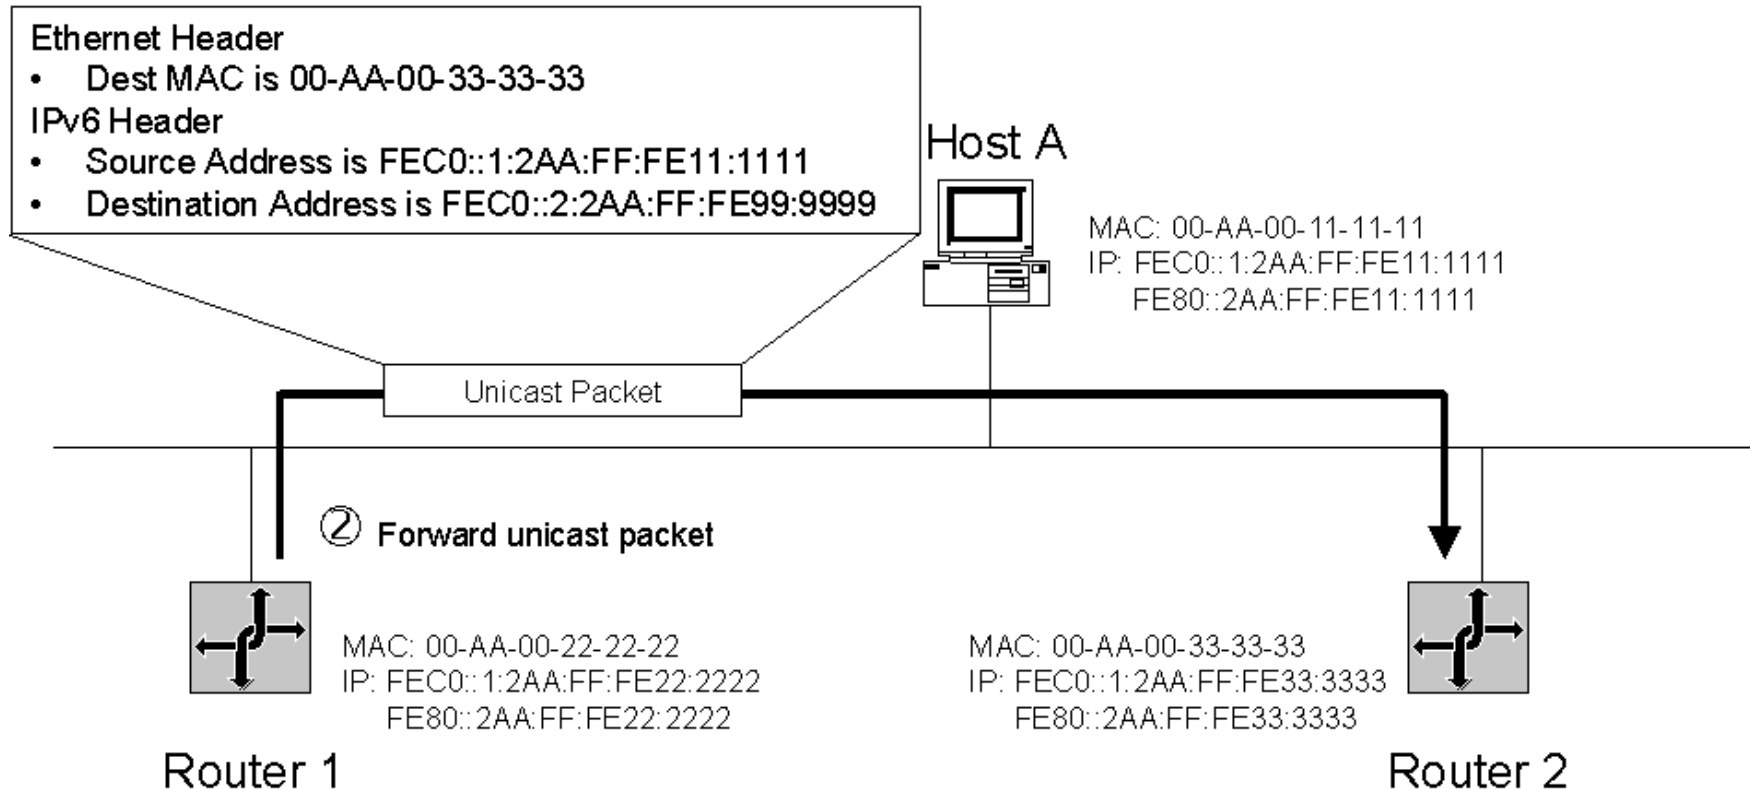 Ethernet Header
• Dest MAC is 00-AA-00-33-33-33
IPv6 Header
• Source Address is FEC0::1:2AA:FF:FE11:1111
• Destination Address is FEC0::2:2AA:FF:FE99:9999
Host A
MAC: 00-AA-00-11-11-11
IP: FEC0::1:2AA:FF:FE11:1111
FE80::2AA:FF:FE11:1111
Unicast Packet
② Forward unicast packet
MAC: 00-AA-00-22-22-22
IP: FEC0::1:2AA:FF:FE22:2222
FE80::2AA:FF:FE22:2222
Router 1
MAC: 00-AA-00-33-33-33
IP: FEC0::1:2AA:FF:FE33:3333
FE80::2AA:FF:FE33:3333
Router 2